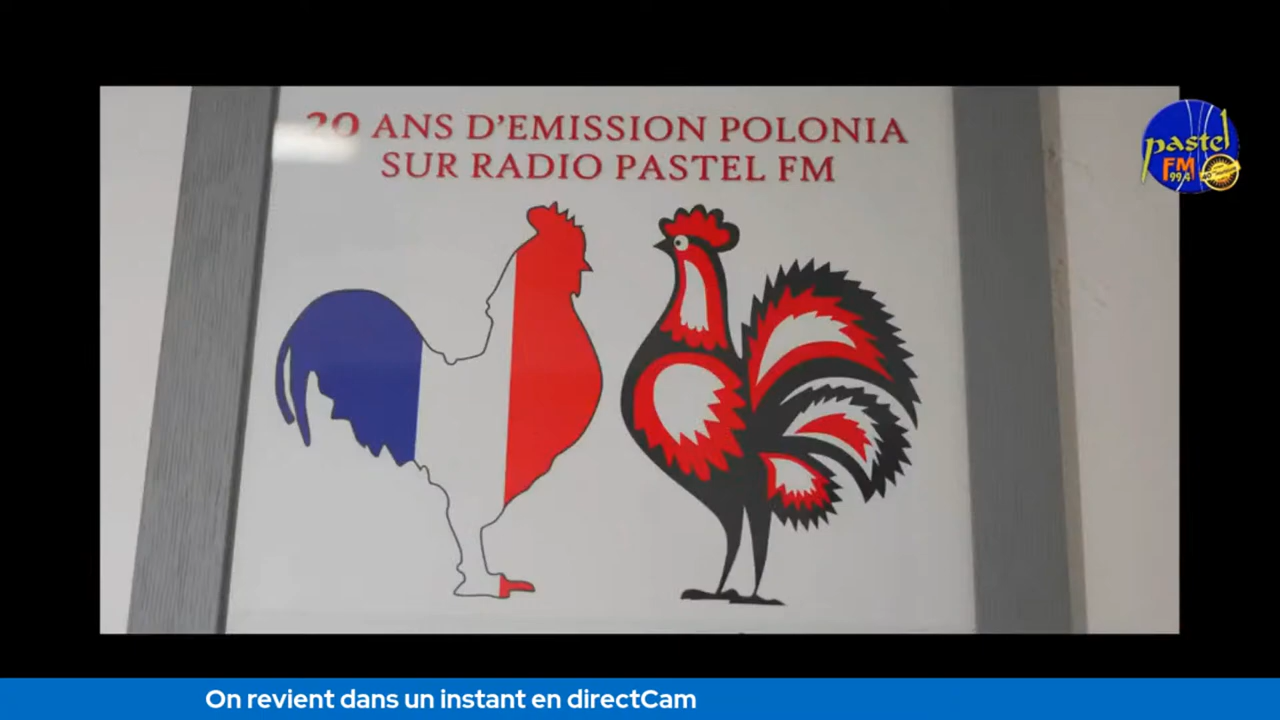 20 ANS D'EMISSION POLONIA
SUR RADIO PASTEL FM
pastel
FM
99.4
On revient dans un instant en directCam